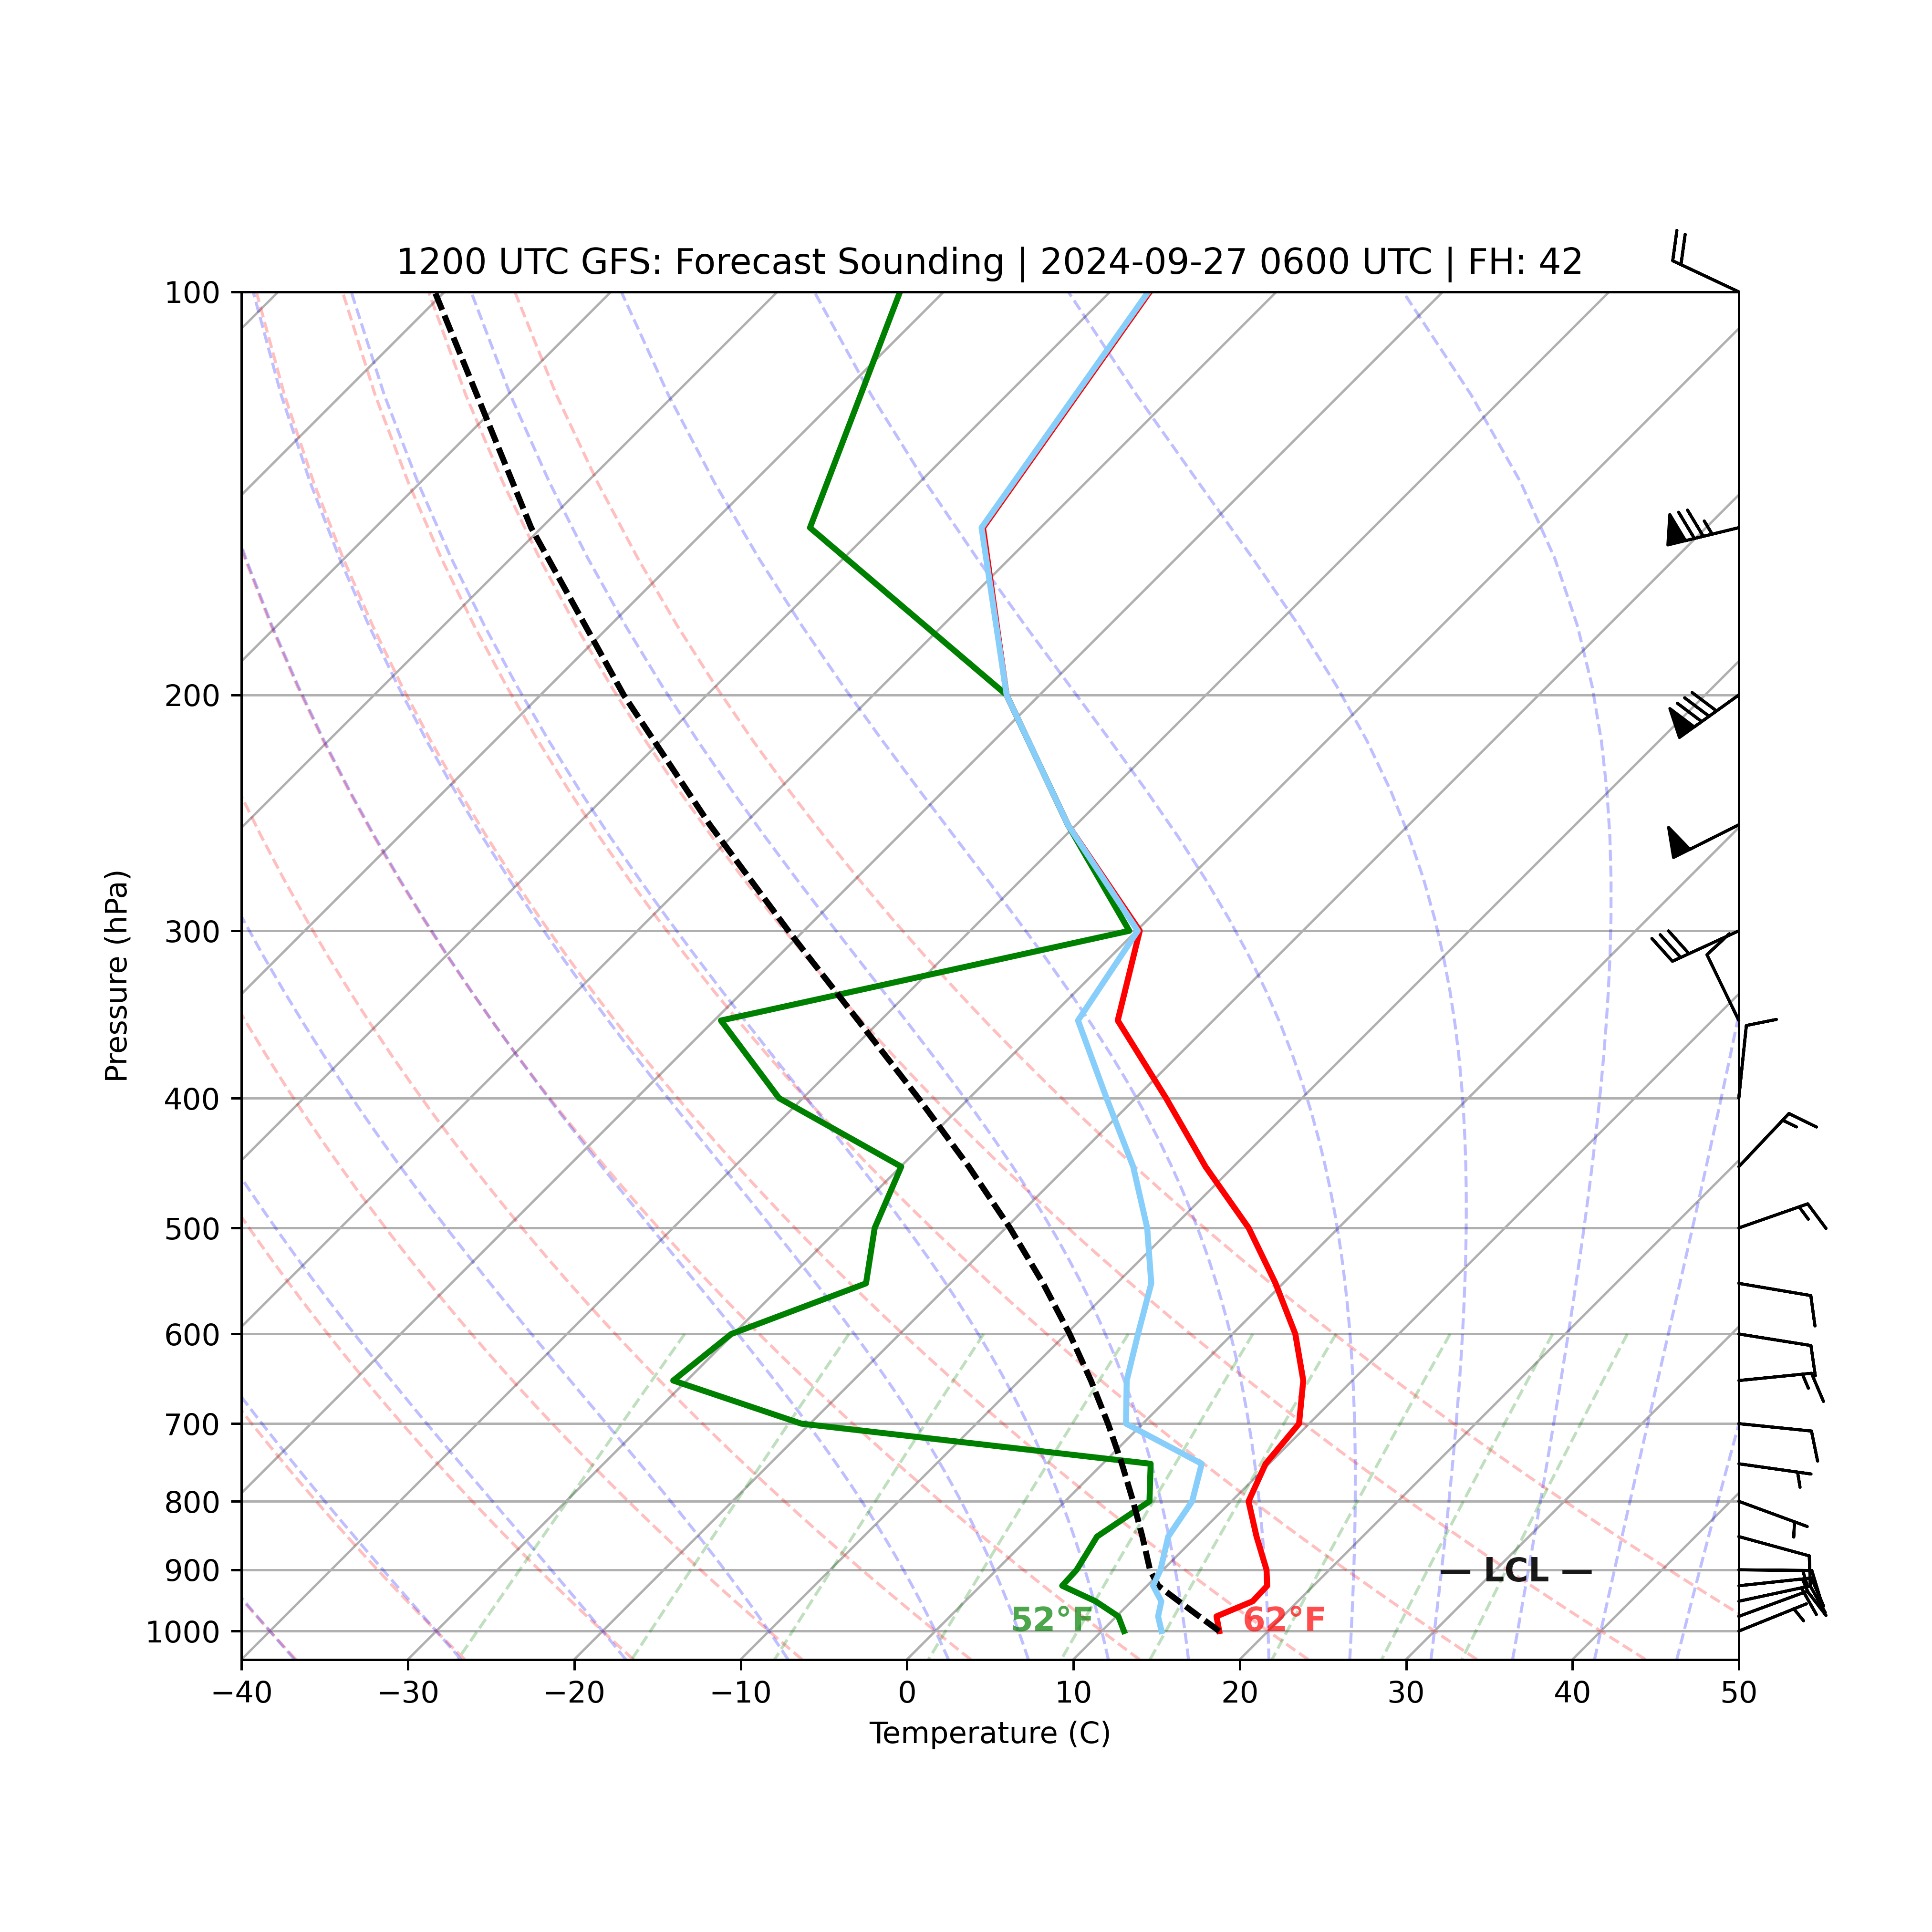 1200 UTC GFS: Forecast Sounding | 2024-09-27 0600 UTC | FH: 42
100
200
300
400
500
600
700
800
900
1000
Pressure (hPa)
— LCL —
52°F
62°F
−40 −30 −20 −10 0 10 20 30 40 50
Temperature (C)